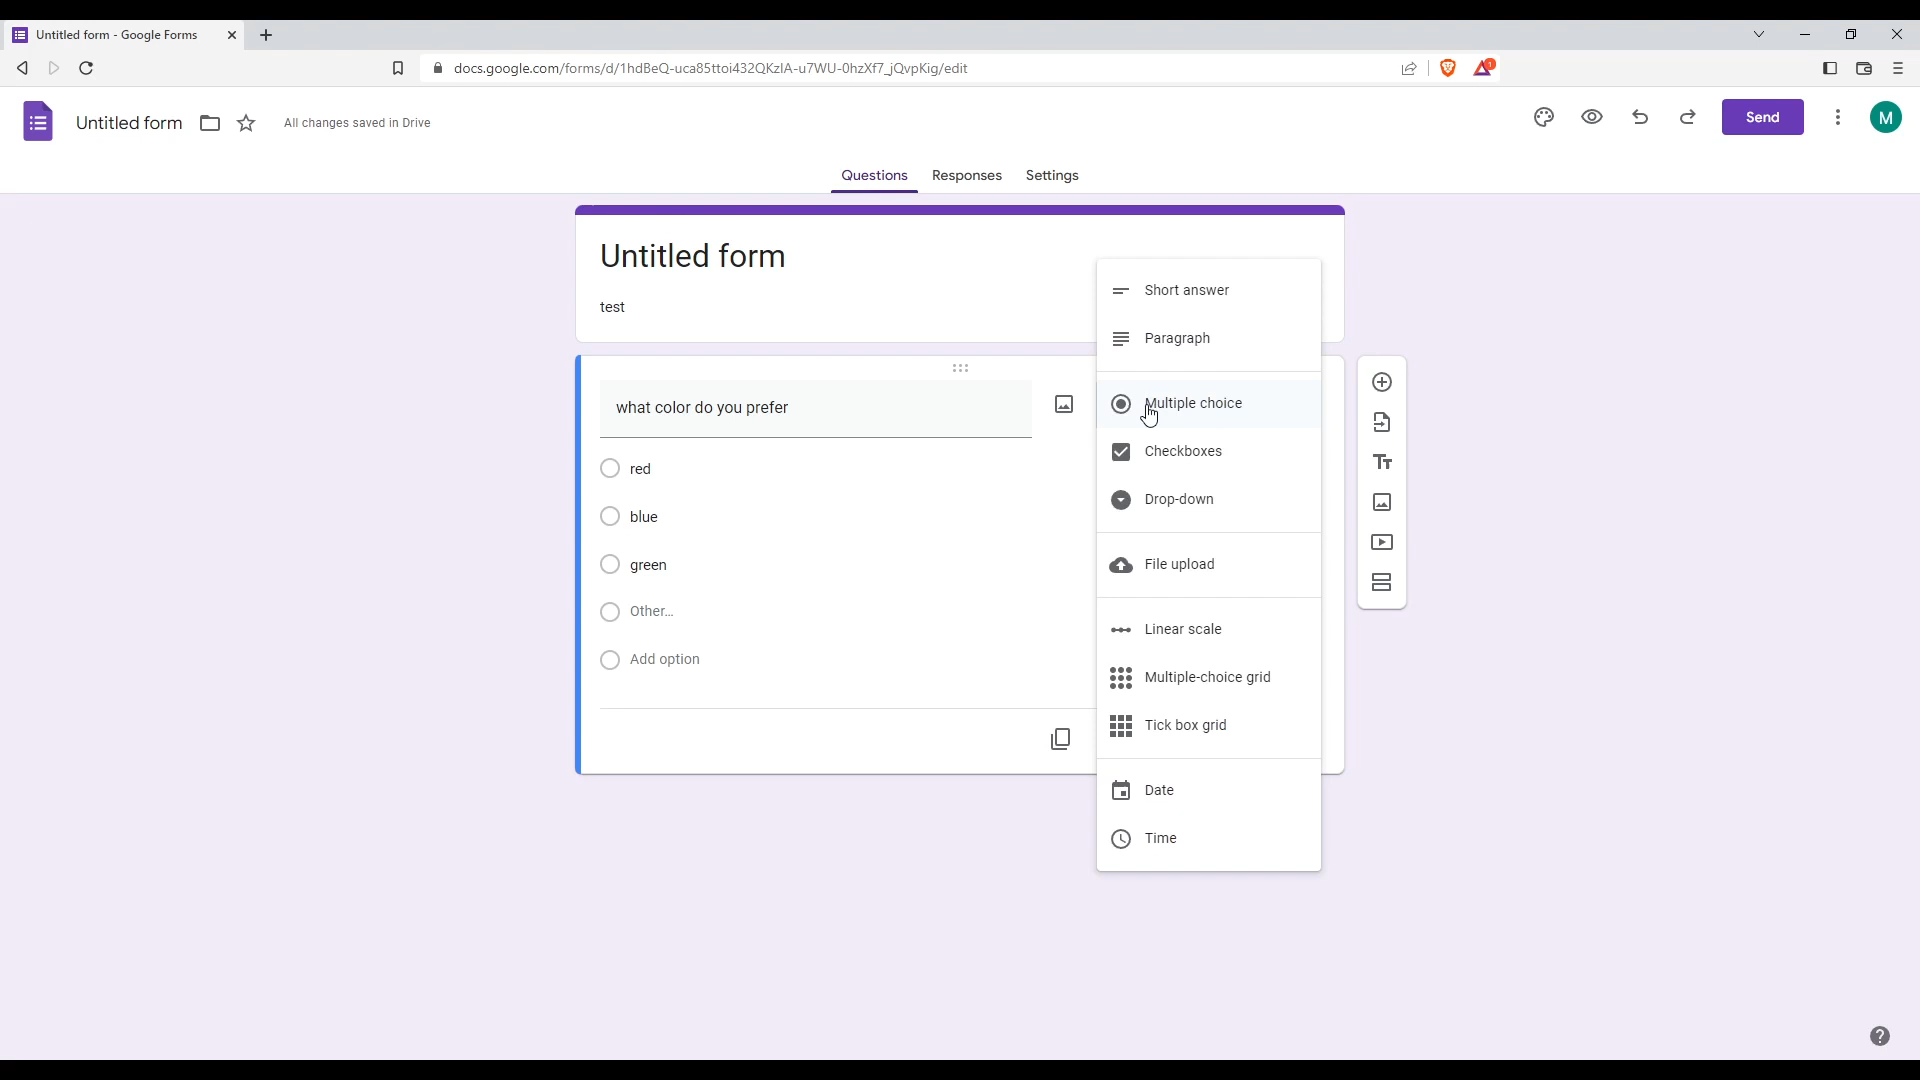 Untitled form - Google Forms
docs.google.com/forms/d/1hdBeQ-uca85ttoi432QKzIA-u7WU-0hzXf7_jQvpKig/edit
1
Untitled form
All changes saved in Drive
Send
M
Questions
Responses
Settings
Untitled form
test
what color do you prefer
red
blue
green
Other...
Add option
Short answer
Paragraph
Multiple choice
Checkboxes
Drop-down
File upload
Linear scale
Multiple-choice grid
Tick box grid
Date
Time
Tt
?